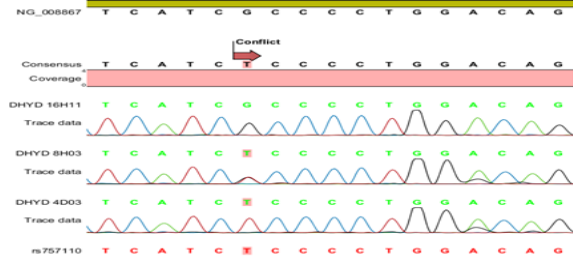 NG_008867 T C A T C G C C C C T G G A C A G
Conflict
Consensus T C A T C T C C C C T G G A C A G
Coverage
DHYD 16H11 T C A T C G C C C C T G G A C A G
Trace data
DHYD 8H03 T C A T C T C C C C T G G A C A G
Trace data
DHYD 4D03 T C A T C T C C C C T G G A C A G
Trace data
rs757110 T C A T C T C C C C T G G A C A G